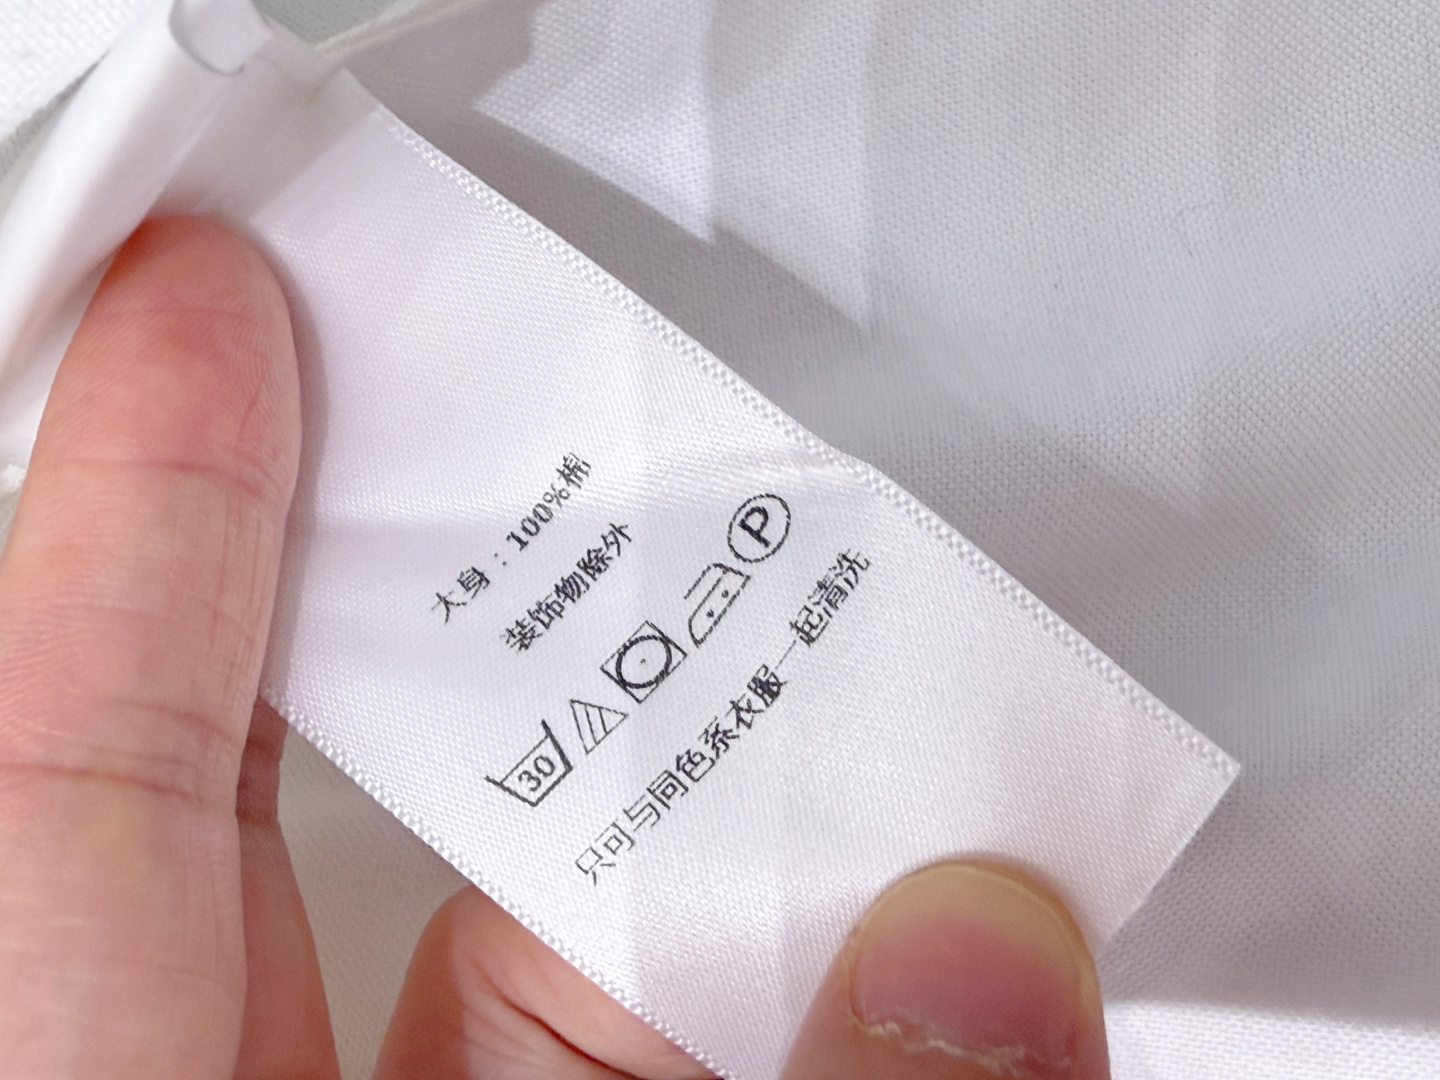 大身：100%棉
装饰物除外
30 P
只可与同色系衣服一起清洗